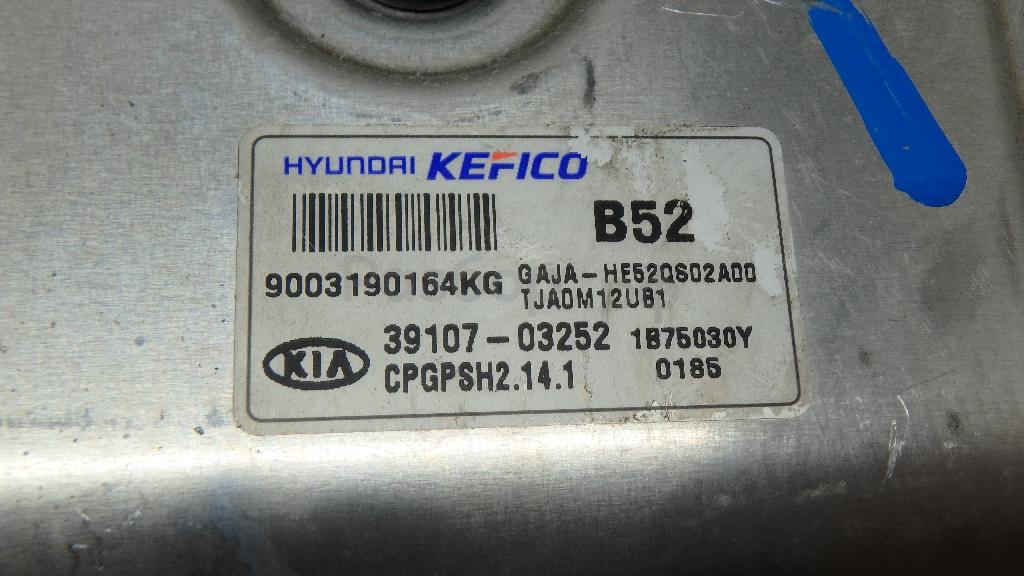 HYUNDAI KEFICO
B52
9003190164KG
GAJA-HE52QS02A00
TJA0M12U81
KIA
39107-03252
1B75030Y
CPGPSH2.14.1
0185